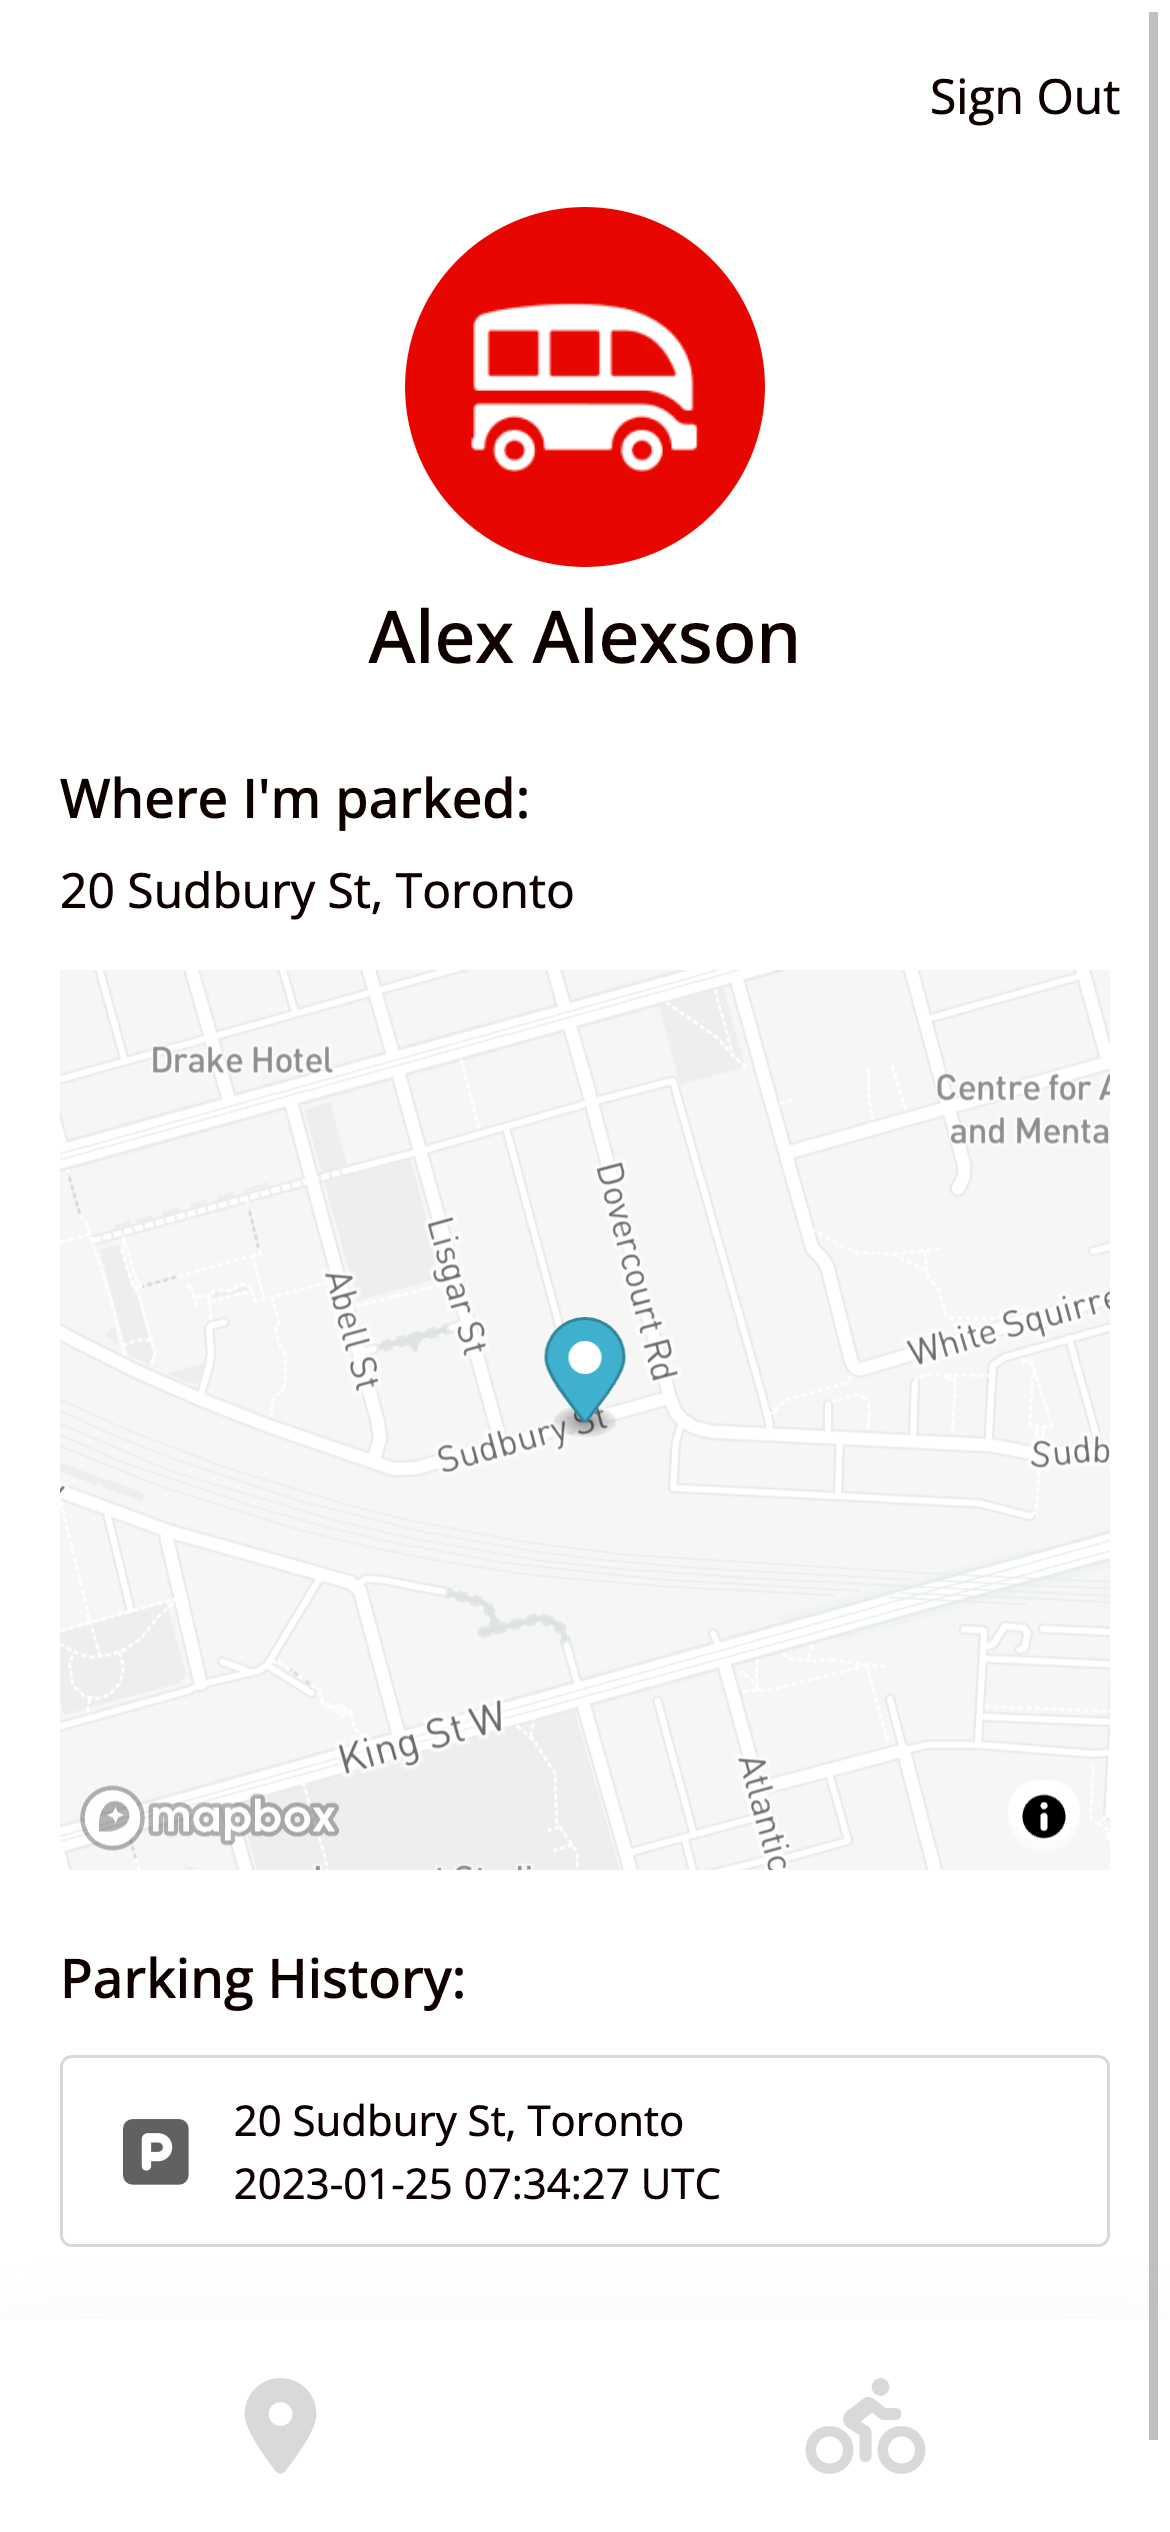 Sign Out
Alex Alexson
Where I'm parked:
20 Sudbury St, Toronto
Drake Hotel
Centre for A
and Menta
Dovercourt Rd
Lisgar St
Abell St
White Squirre
Sudbury St
Sudb
King St W
Atlantic
mapbox
Parking History:
P
20 Sudbury St, Toronto
2023-01-25 07:34:27 UTC